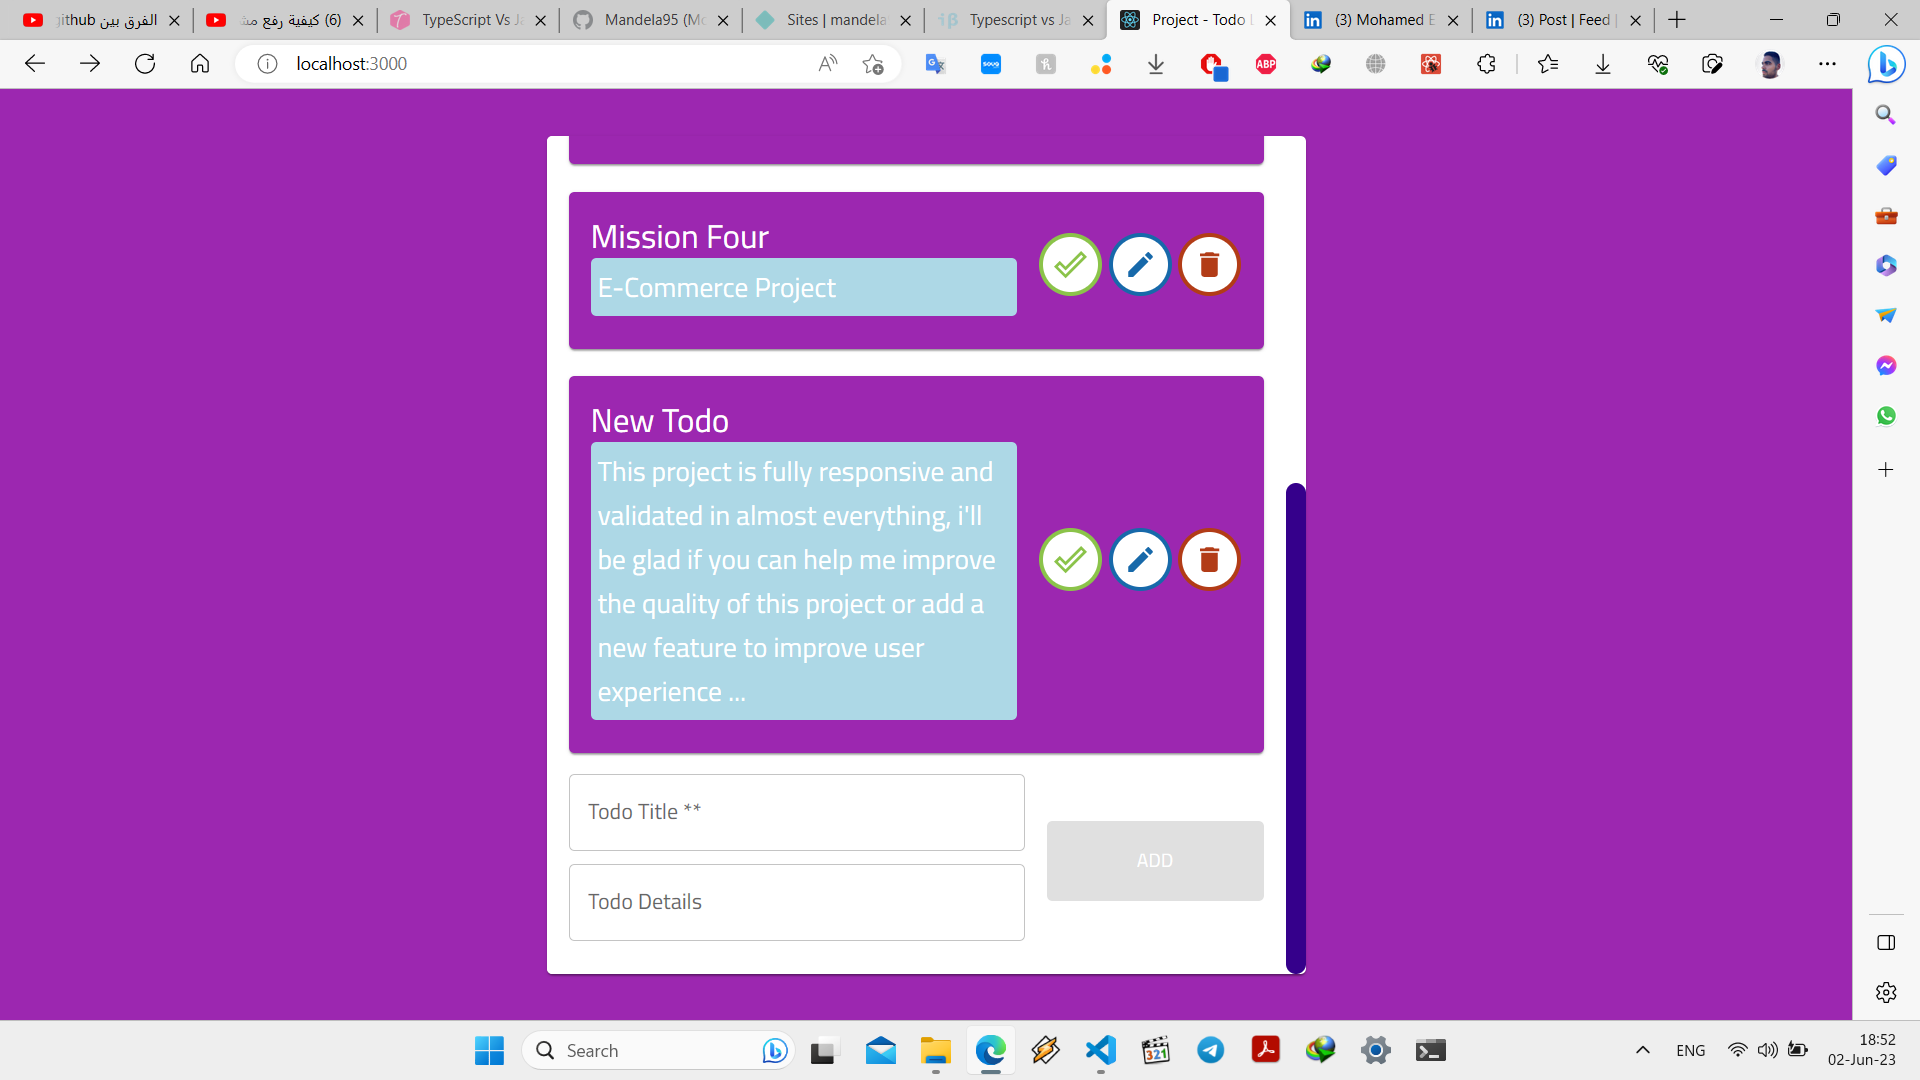 الفرق بين github
(6) كيفية رفع مش
TypeScript Vs Ja
Mandela95 (Mo
Sites | mandela
Typescript vs Ja
Project - Todo L
(3) Mohamed E
(3) Post | Feed |
localhost:3000
Mission Four
E-Commerce Project
New Todo
This project is fully responsive and
validated in almost everything, i'll
be glad if you can help me improve
the quality of this project or add a
new feature to improve user
experience ...
Todo Title **
ADD
Todo Details
Search
ENG
18:52
02-Jun-23